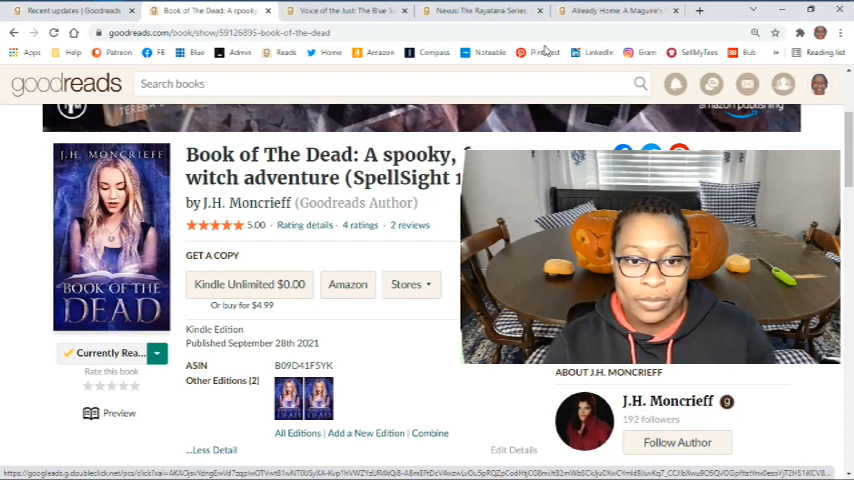 Recent updates | Goodreads
Book of The Dead: A spooky
Voice of the Just: The Blue S
Nexus: The Rayatana Series
Already Home: A Maguire's
goodreads.com/book/show/59126895-book-of-the-dead
Apps
Help
Patreon
FB
Blue
Admin
Reads
Home
Amazon
Compass
Noteable
Pinterest
LinkedIn
Gram
SellMyTees
Bub
Reading list
goodreads
Search books
TERESA
amazon publishing
J.H. MONCRIEFF
BOOK OF THE
DEAD
Book of The Dead: A spooky, f
witch adventure (SpellSight 1
by J.H. Moncrieff (Goodreads Author)
5.00 · Rating details · 4 ratings · 2 reviews
GET A COPY
Kindle Unlimited $0.00
Amazon
Stores
Or buy for $4.99
Kindle Edition
Published September 28th 2021
ASIN B09D41F5YK
Other Editions (2)
All Editions | Add a New Edition | Combine
...Less Detail
Edit Details
Currently Rea...
Rate this book
Preview
ABOUT J.H. MONCRIEFF
J.H. Moncrieff
192 followers
Follow Author